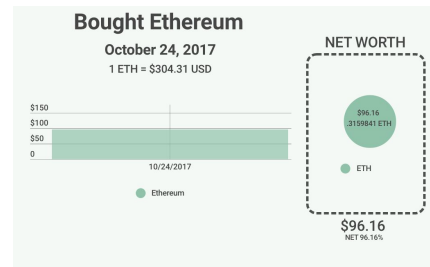 Bought Ethereum
October 24, 2017
1 ETH = $304.31 USD
$150
$100
$50
0
10/24/2017
Ethereum
NET WORTH
$96.16
.3159841 ETH
ETH
$96.16
NET 96.16%